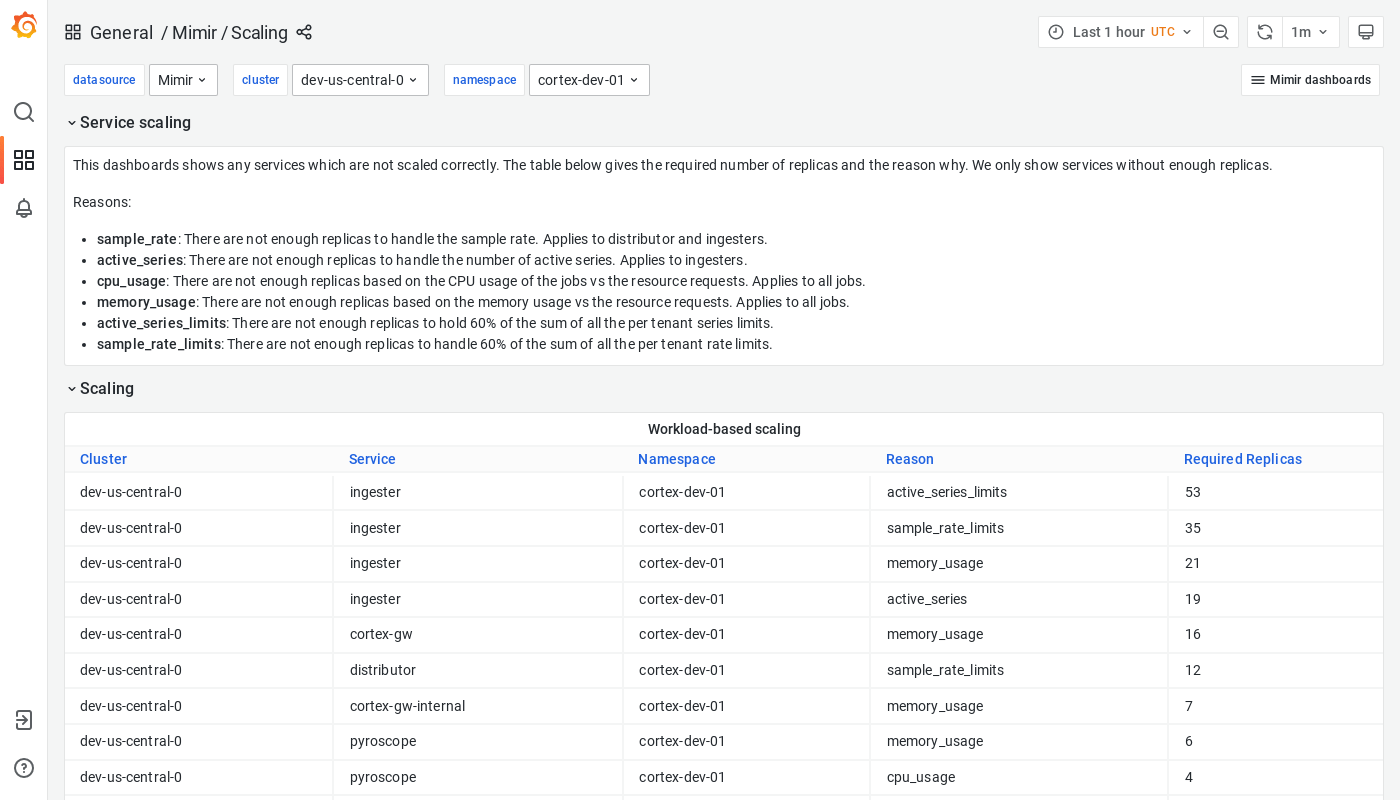 General / Mimir / Scaling
Last 1 hour UTC
1m
datasource Mimir cluster dev-us-central-0 namespace cortex-dev-01 Mimir dashboards
Service scaling
This dashboards shows any services which are not scaled correctly. The table below gives the required number of replicas and the reason why. We only show services without enough replicas.
Reasons:
• sample_rate: There are not enough replicas to handle the sample rate. Applies to distributor and ingesters.
• active_series: There are not enough replicas to handle the number of active series. Applies to ingesters.
• cpu_usage: There are not enough replicas based on the CPU usage of the jobs vs the resource requests. Applies to all jobs.
• memory_usage: There are not enough replicas based on the memory usage vs the resource requests. Applies to all jobs.
• active_series_limits: There are not enough replicas to hold 60% of the sum of all the per tenant series limits.
• sample_rate_limits: There are not enough replicas to handle 60% of the sum of all the per tenant rate limits.
Scaling
Workload-based scaling
Cluster Service Namespace Reason Required Replicas
dev-us-central-0 ingester cortex-dev-01 active_series_limits 53
dev-us-central-0 ingester cortex-dev-01 sample_rate_limits 35
dev-us-central-0 ingester cortex-dev-01 memory_usage 21
dev-us-central-0 ingester cortex-dev-01 active_series 19
dev-us-central-0 cortex-gw cortex-dev-01 memory_usage 16
dev-us-central-0 distributor cortex-dev-01 sample_rate_limits 12
dev-us-central-0 cortex-gw-internal cortex-dev-01 memory_usage 7
dev-us-central-0 pyroscope cortex-dev-01 memory_usage 6
dev-us-central-0 pyroscope cortex-dev-01 cpu_usage 4